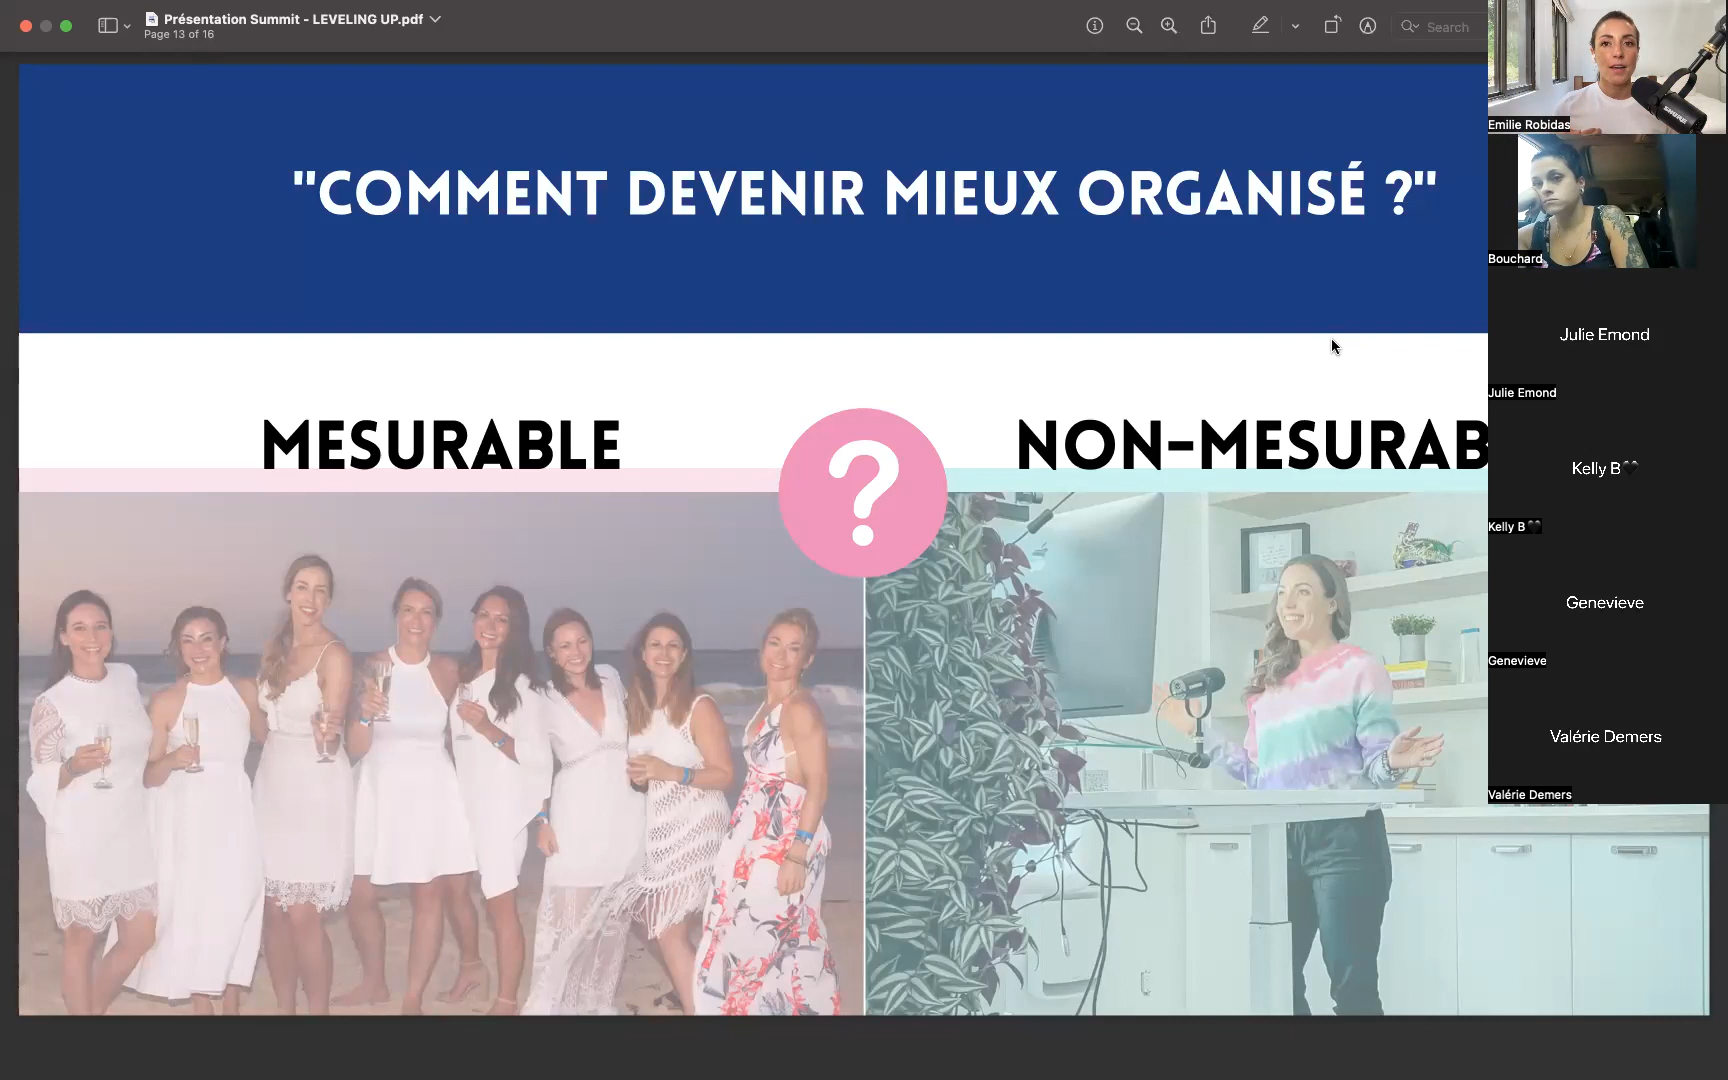 Présentation Summit - LEVELING UP.pdf
Page 13 of 16
Search
"COMMENT DEVENIR MIEUX ORGANISÉ ?"
MESURABLE
?
NON-MESURAB
Emilie Robidas
Bouchard
Julie Emond
Julie Emond
Kelly B🖤
Kelly B🖤
Genevieve
Genevieve
Valérie Demers
Valérie Demers